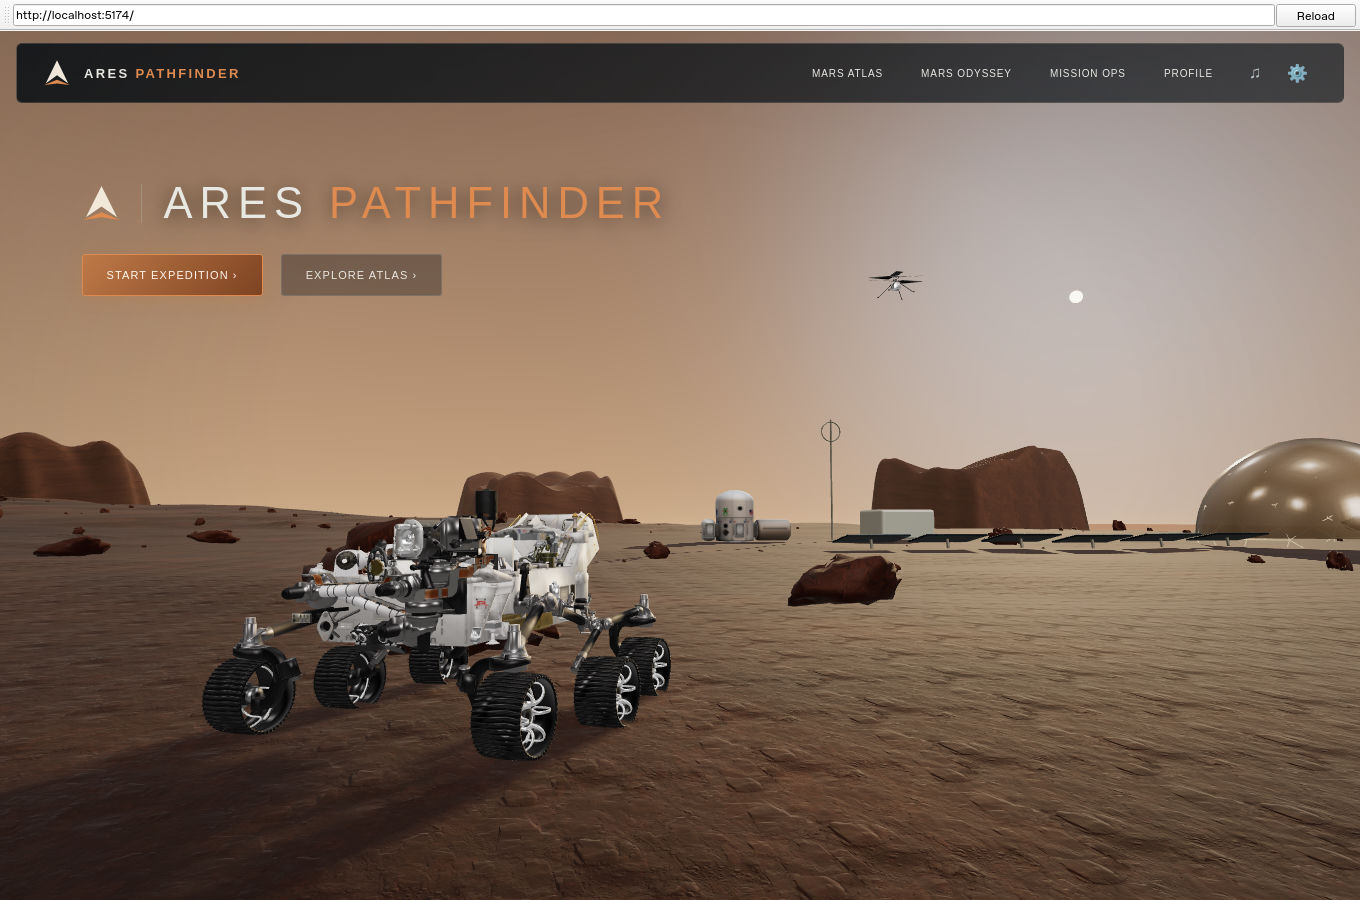 http://localhost:5174/
Reload
ARES PATHFINDER
MARS ATLAS
MARS ODYSSEY
MISSION OPS
PROFILE
ARES PATHFINDER
START EXPEDITION ›
EXPLORE ATLAS ›